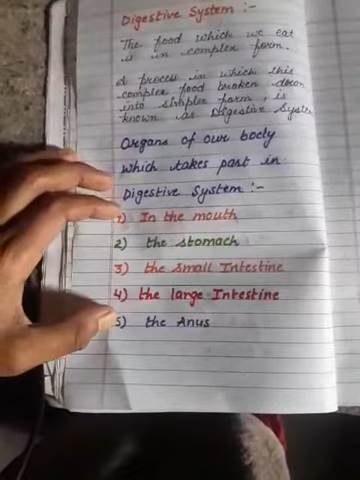 Digestive System :-
The food which we eat
is in complex form.
A process in which this
complex food broken down
into simpler form, is
known as Digestive System
Organs of our body
which takes part in
Digestive System :-
1) In the mouth
2) the stomach
3) the small Intestine
4) the large Intestine
5) the Anus